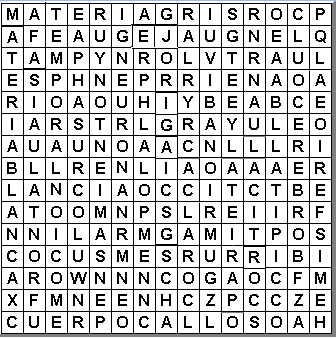 M A T E R I A G R I S R O C P
A F E A U G E J A U G N E L Q
T A M P Y N R O L V T R A U L
E S P H N E P R R I E N A O A
R I O A O U H I Y B E A B C E
I A R S T R L G R A Y U L E O
A U A U N O A A C N L L L R I
B L L R E N L I A O A A A E R
L A N C I A O C C I T C T B E
A T O O M N P S L R E I I R F
N N I L A R M G A M I T P O S
C O C U S M E S R U R R I B I
A R O W N N N C O G A O C F M
X F M N E E N H C Z P C C Z E
C U E R P O C A L L O S O A H